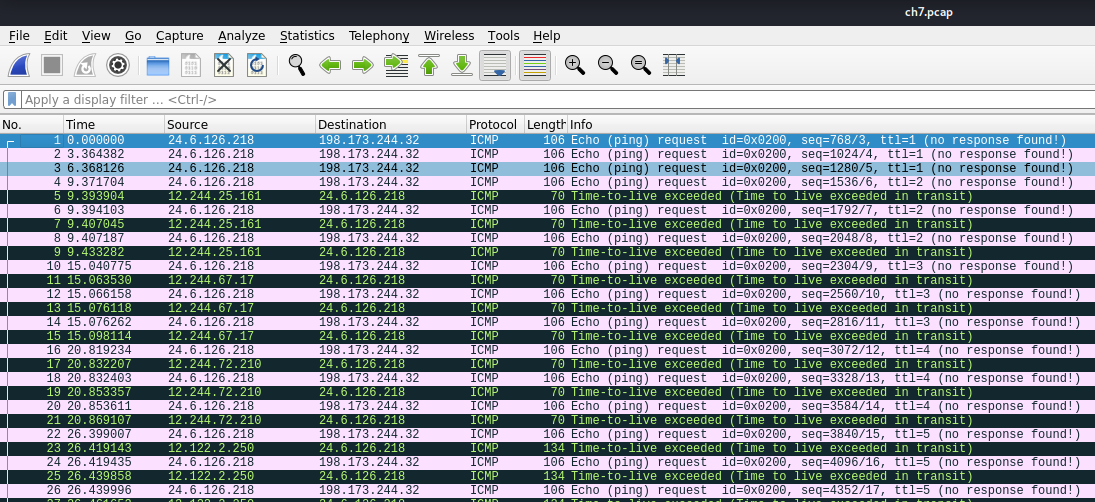 ch7.pcap
File Edit View Go Capture Analyze Statistics Telephony Wireless Tools Help
Apply a display filter … <Ctrl-/>
No. Time Source Destination Protocol Length Info
1 0.000000 24.6.126.218 198.173.244.32 ICMP 106 Echo (ping) request id=0x0200, seq=768/3, ttl=1 (no response found!)
2 3.364382 24.6.126.218 198.173.244.32 ICMP 106 Echo (ping) request id=0x0200, seq=1024/4, ttl=1 (no response found!)
3 6.368126 24.6.126.218 198.173.244.32 ICMP 106 Echo (ping) request id=0x0200, seq=1280/5, ttl=1 (no response found!)
4 9.371704 24.6.126.218 198.173.244.32 ICMP 106 Echo (ping) request id=0x0200, seq=1536/6, ttl=2 (no response found!)
5 9.393904 12.244.25.161 24.6.126.218 ICMP 70 Time-to-live exceeded (Time to live exceeded in transit)
6 9.394103 24.6.126.218 198.173.244.32 ICMP 106 Echo (ping) request id=0x0200, seq=1792/7, ttl=2 (no response found!)
7 9.407045 12.244.25.161 24.6.126.218 ICMP 70 Time-to-live exceeded (Time to live exceeded in transit)
8 9.407187 24.6.126.218 198.173.244.32 ICMP 106 Echo (ping) request id=0x0200, seq=2048/8, ttl=2 (no response found!)
9 9.433282 12.244.25.161 24.6.126.218 ICMP 70 Time-to-live exceeded (Time to live exceeded in transit)
10 15.040775 24.6.126.218 198.173.244.32 ICMP 106 Echo (ping) request id=0x0200, seq=2304/9, ttl=3 (no response found!)
11 15.063530 12.244.67.17 24.6.126.218 ICMP 70 Time-to-live exceeded (Time to live exceeded in transit)
12 15.066158 24.6.126.218 198.173.244.32 ICMP 106 Echo (ping) request id=0x0200, seq=2560/10, ttl=3 (no response found!)
13 15.076118 12.244.67.17 24.6.126.218 ICMP 70 Time-to-live exceeded (Time to live exceeded in transit)
14 15.076262 24.6.126.218 198.173.244.32 ICMP 106 Echo (ping) request id=0x0200, seq=2816/11, ttl=3 (no response found!)
15 15.098114 12.244.67.17 24.6.126.218 ICMP 70 Time-to-live exceeded (Time to live exceeded in transit)
16 20.819234 24.6.126.218 198.173.244.32 ICMP 106 Echo (ping) request id=0x0200, seq=3072/12, ttl=4 (no response found!)
17 20.832207 12.244.72.210 24.6.126.218 ICMP 70 Time-to-live exceeded (Time to live exceeded in transit)
18 20.832403 24.6.126.218 198.173.244.32 ICMP 106 Echo (ping) request id=0x0200, seq=3328/13, ttl=4 (no response found!)
19 20.853357 12.244.72.210 24.6.126.218 ICMP 70 Time-to-live exceeded (Time to live exceeded in transit)
20 20.853611 24.6.126.218 198.173.244.32 ICMP 106 Echo (ping) request id=0x0200, seq=3584/14, ttl=4 (no response found!)
21 20.869107 12.244.72.210 24.6.126.218 ICMP 70 Time-to-live exceeded (Time to live exceeded in transit)
22 26.399007 24.6.126.218 198.173.244.32 ICMP 106 Echo (ping) request id=0x0200, seq=3840/15, ttl=5 (no response found!)
23 26.419143 12.122.2.250 24.6.126.218 ICMP 134 Time-to-live exceeded (Time to live exceeded in transit)
24 26.419435 24.6.126.218 198.173.244.32 ICMP 106 Echo (ping) request id=0x0200, seq=4096/16, ttl=5 (no response found!)
25 26.439858 12.122.2.250 24.6.126.218 ICMP 134 Time-to-live exceeded (Time to live exceeded in transit)
26 26.439996 24.6.126.218 198.173.244.32 ICMP 106 Echo (ping) request id=0x0200, seq=4352/17, ttl=5 (no response found!)